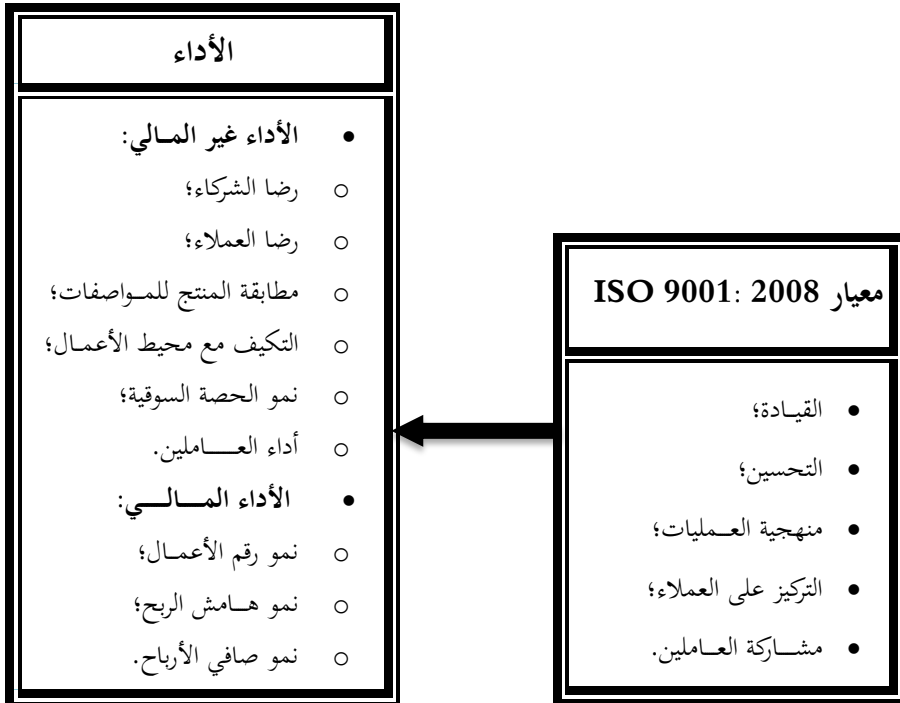 معيار ISO 9001: 2008
• القيادة؛
• التحسين؛
• منهجية العمليات؛
• التركيز على العملاء؛
• مشاركة العاملين.
الأداء
• الأداء غير المالي:
○ رضا الشركاء؛
○ رضا العملاء؛
○ مطابقة المنتج للمواصفات؛
○ التكيف مع محيط الأعمال؛
○ نمو الحصة السوقية؛
○ أداء العاملين.
• الأداء المالي:
○ نمو رقم الأعمال؛
○ نمو هامش الربح؛
○ نمو صافي الأرباح.